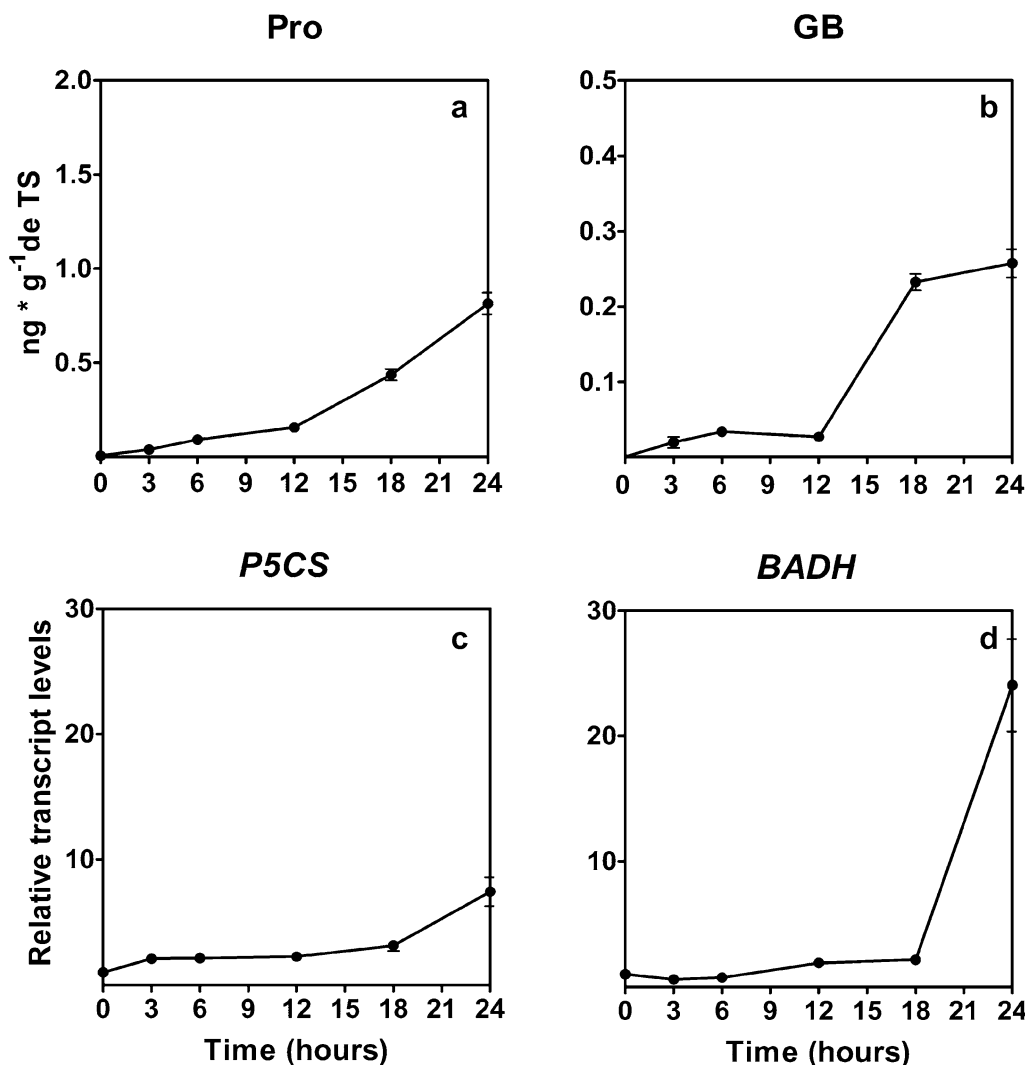 Pro
a
ng * g-1 de TS
2.0
1.5
1.0
0.5
0 3 6 9 12 15 18 21 24
GB
b
0.5
0.4
0.3
0.2
0.1
0 3 6 9 12 15 18 21 24
P5CS
c
Relative transcript levels
30
20
10
0 3 6 9 12 15 18 21 24
Time (hours)
BADH
d
30
20
10
0 3 6 9 12 15 18 21 24
Time (hours)